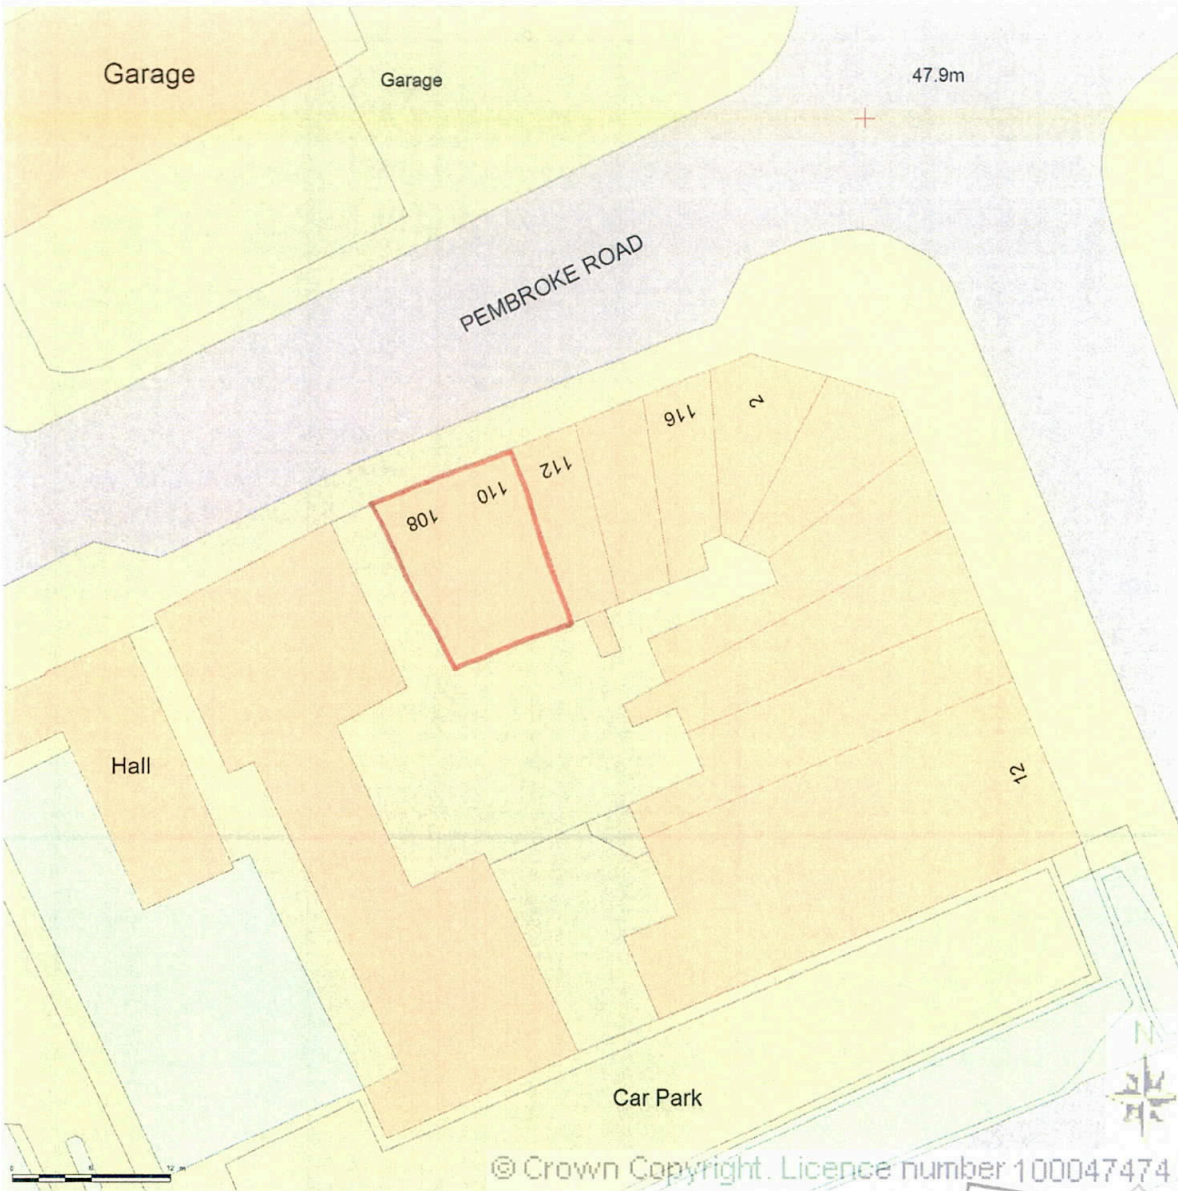 Garage
Garage
47.9m
PEMBROKE ROAD
116
2
112
110
108
12
Hall
Car Park
N
© Crown Copyright. Licence number 100047474